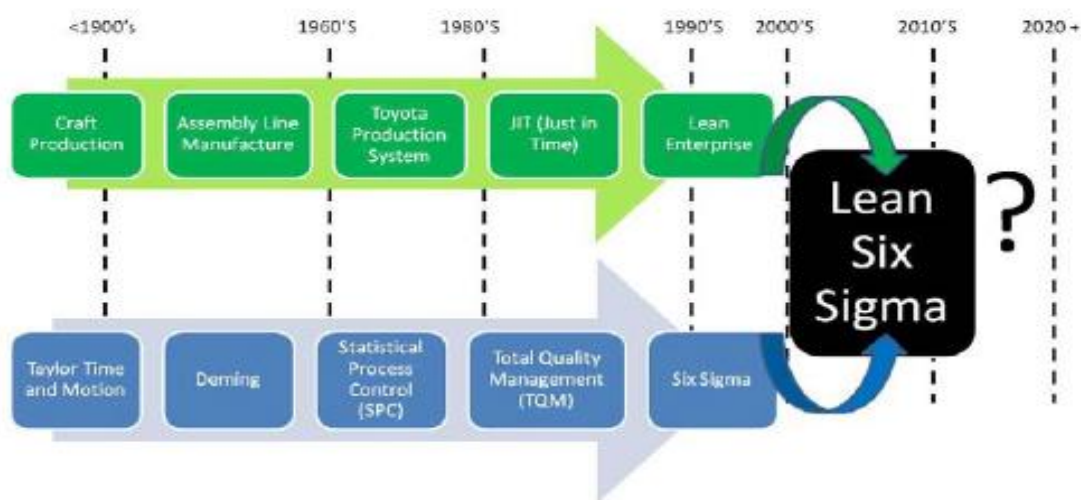 <1900's 1960'S 1980'S 1990'S 2000'S 2010'S 2020 +
Craft
Production
Assembly Line
Manufacture
Toyota
Production
System
JIT (Just in
Time)
Lean
Enterprise
Lean
Six
Sigma
?
Taylor Time
and Motion
Deming
Statistical
Process
Control
(SPC)
Total Quality
Management
(TQM)
Six Sigma